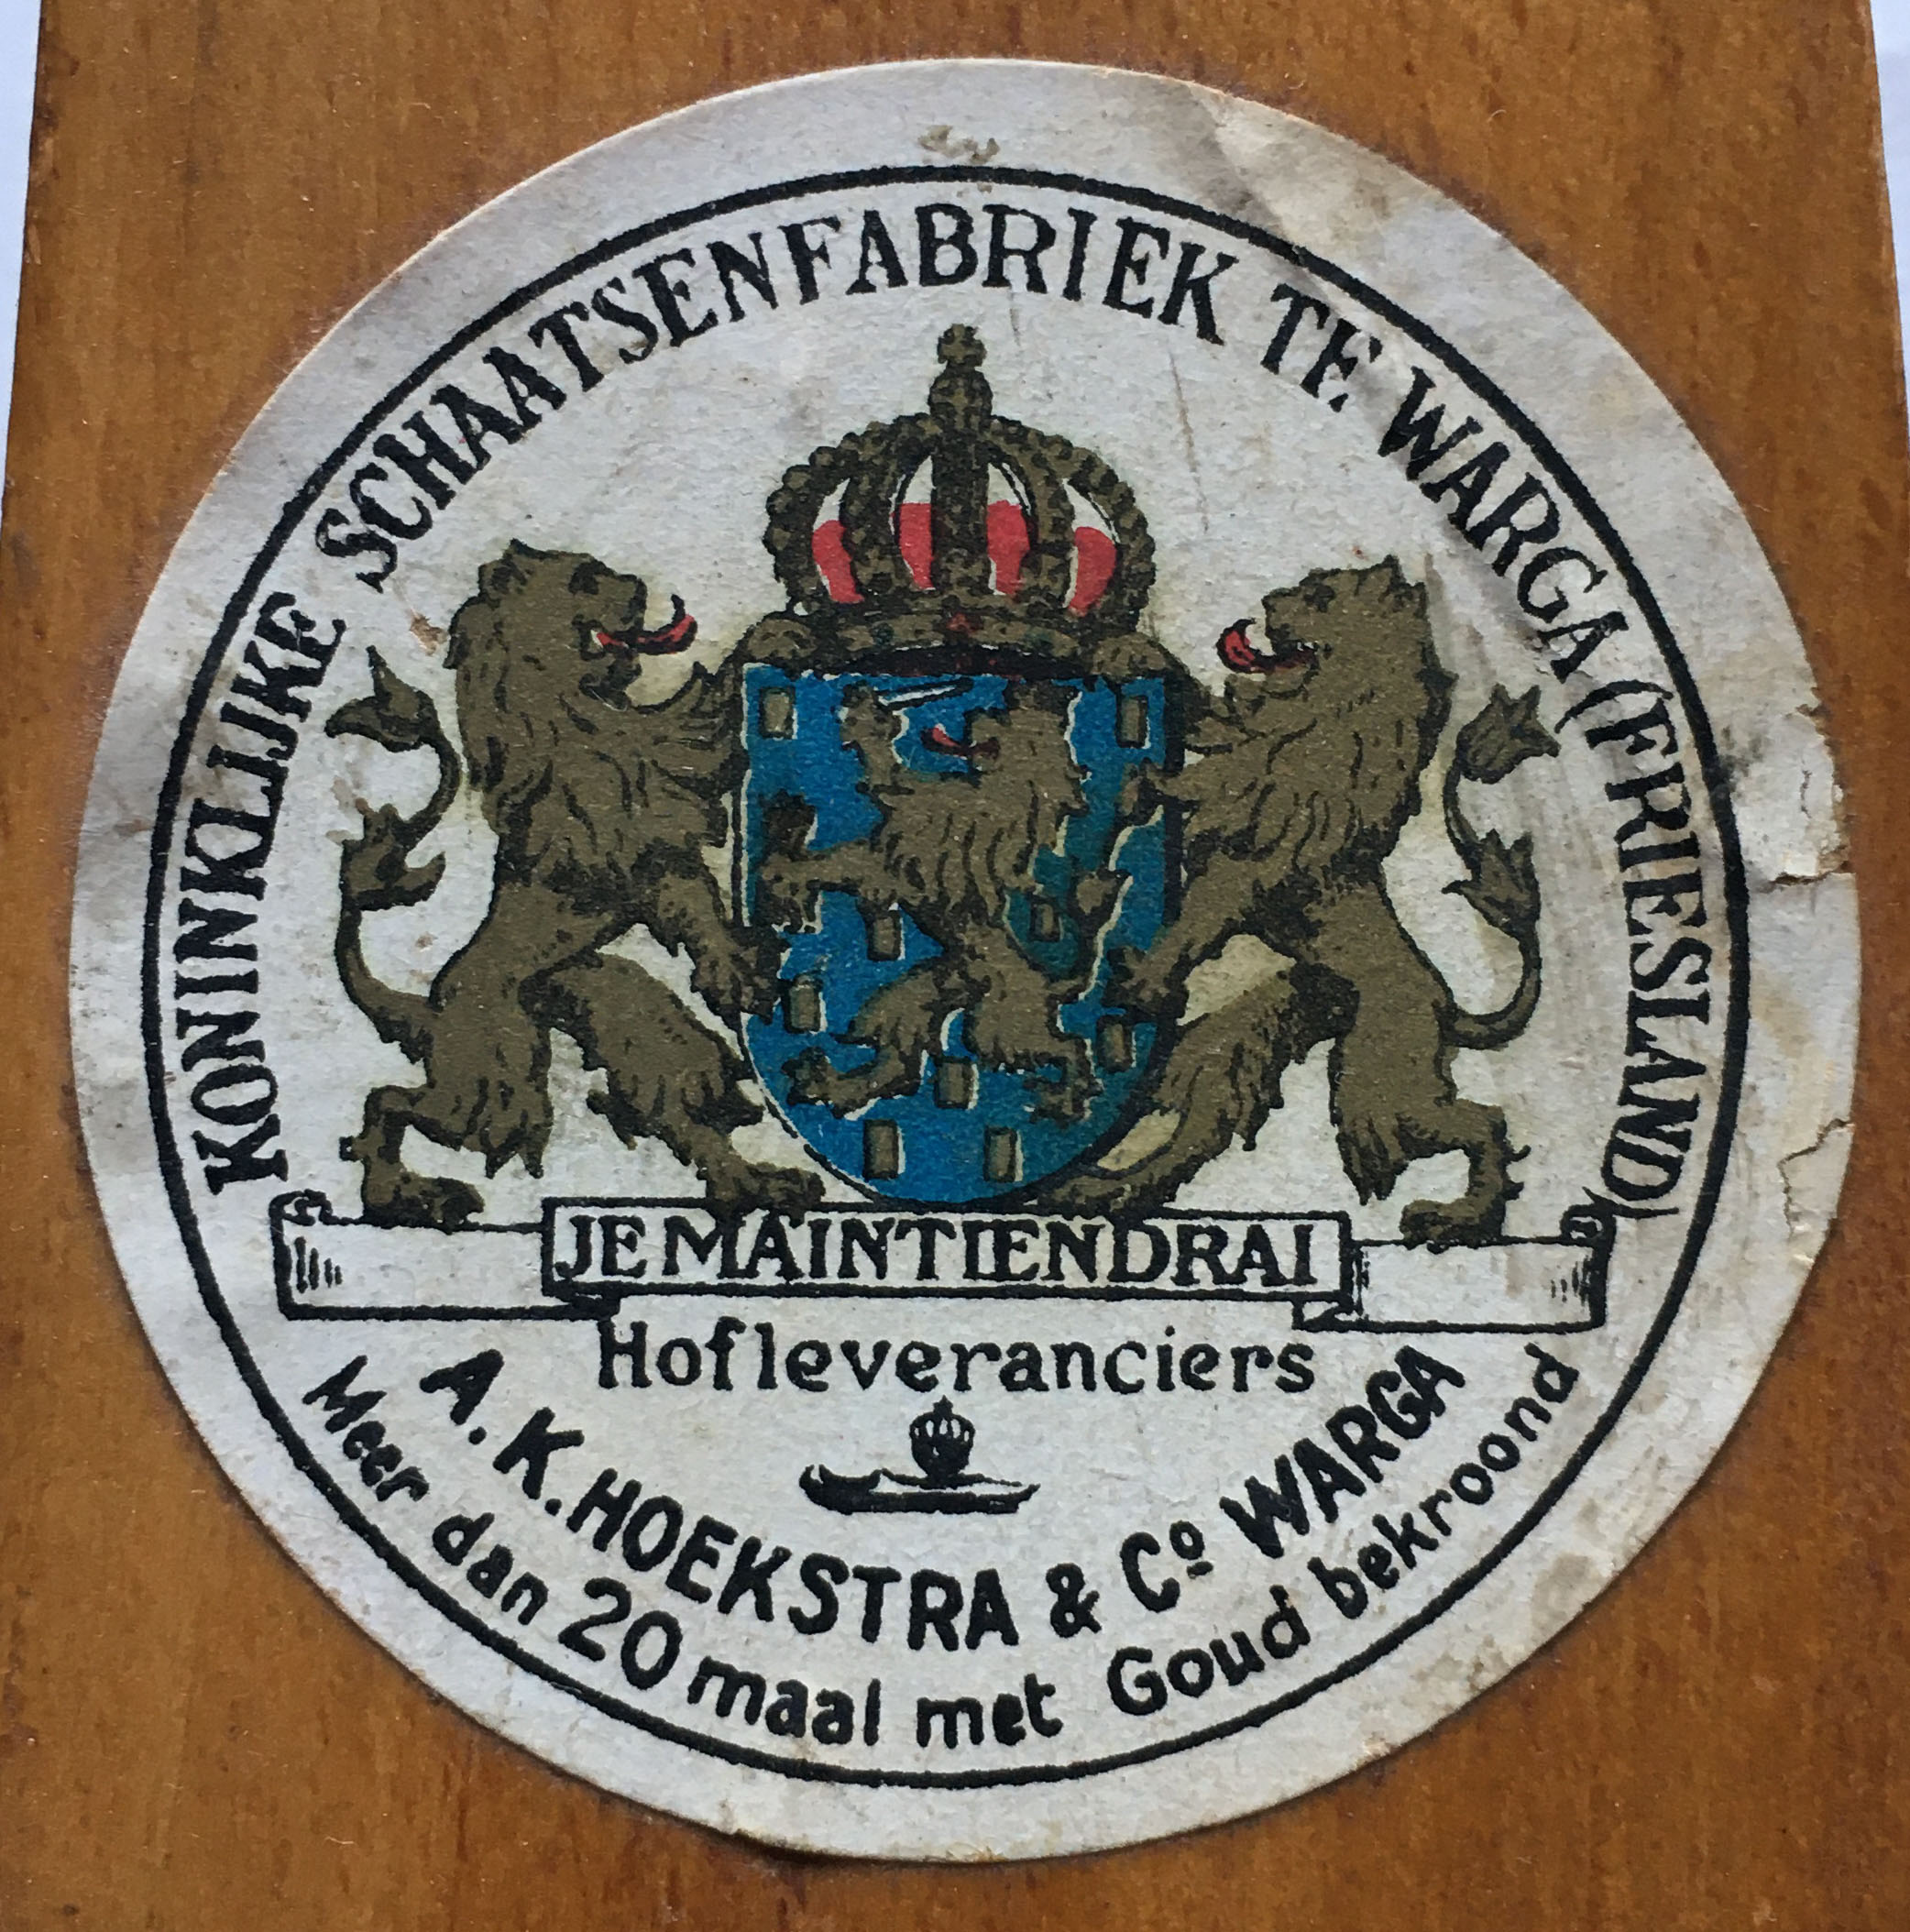 KONINKLIJKE SCHAATSENFABRIEK TE WARGA (FRIESLAND)
JE MAINTIENDRAI
Hofleveranciers
A. K. HOEKSTRA & Cº WARGA
Meer dan 20 maal met Goud bekroond